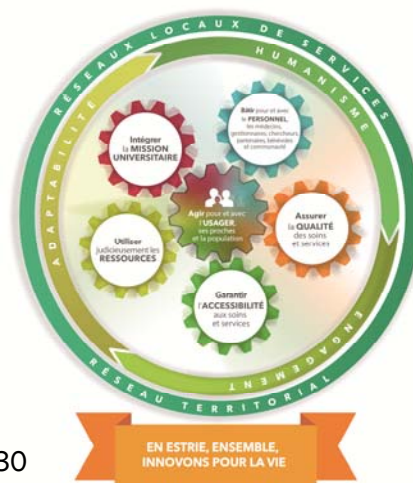 RÉSEAUX LOCAUX DE SERVICES
HUMANISME
ADAPTABILITÉ
Intégrer
la MISSION
UNIVERSITAIRE
Bâtir pour et avec
le PERSONNEL,
les médecins,
gestionnaires, chercheurs,
partenaires, bénévoles
et communauté
Agir pour et avec
l'USAGER,
ses proches
et la population
Assurer
la QUALITÉ
des soins
et services
Utiliser
judicieusement les
RESSOURCES
Garantir
l'ACCESSIBILITÉ
aux soins
et services
ENGAGEMENT
RÉSEAU TERRITORIAL
EN ESTRIE, ENSEMBLE,
INNOVONS POUR LA VIE
30